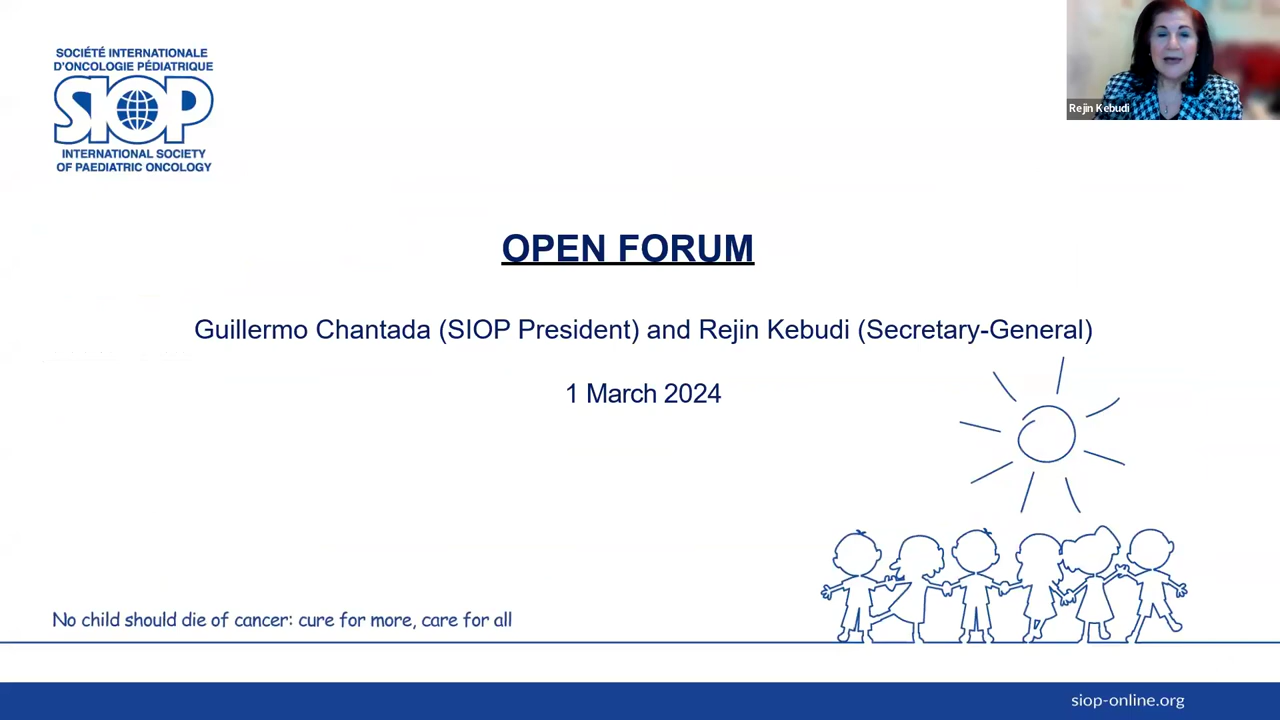 SOCIÉTÉ INTERNATIONALE
D'ONCOLOGIE PÉDIATRIQUE
SIOP
INTERNATIONAL SOCIETY
OF PAEDIATRIC ONCOLOGY
Rejin Kebudi
OPEN FORUM
Guillermo Chantada (SIOP President) and Rejin Kebudi (Secretary-General)
1 March 2024
No child should die of cancer: cure for more, care for all
siop-online.org